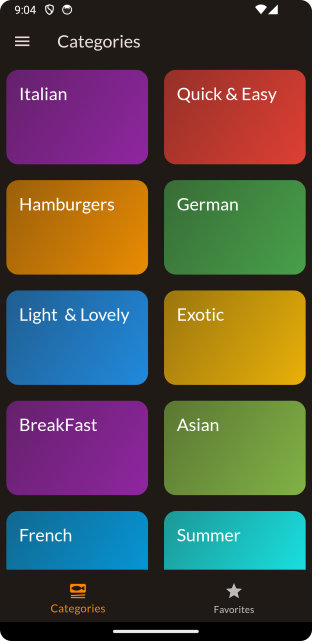 9:04
Categories
Italian
Quick & Easy
Hamburgers
German
Light & Lovely
Exotic
BreakFast
Asian
French
Summer
Categories
Favorites